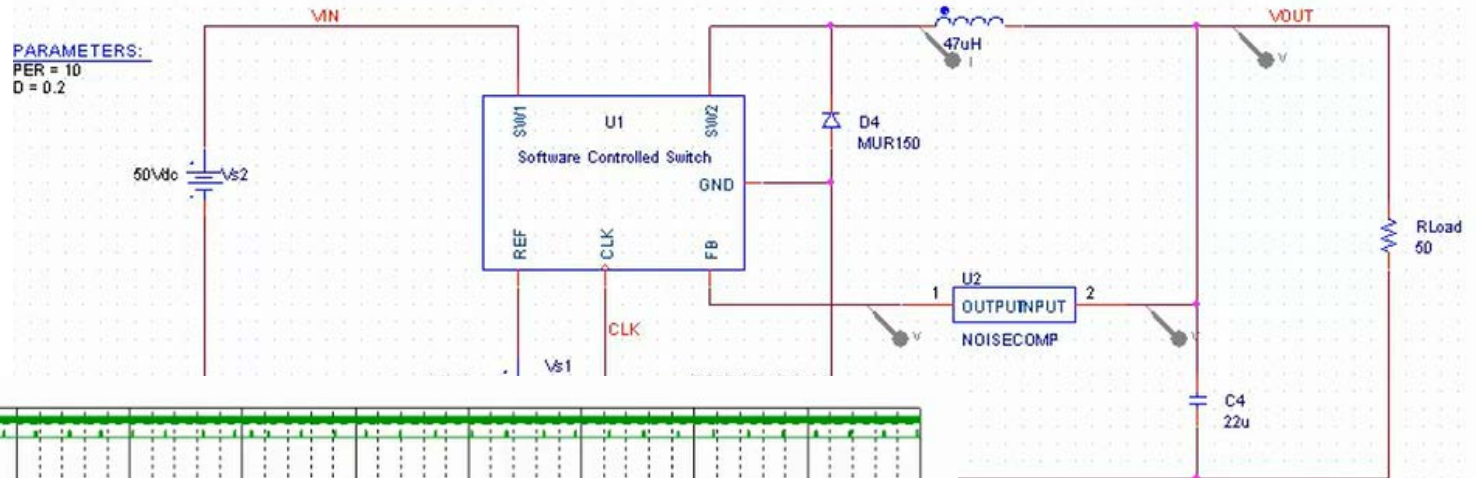 VIN
VOUT
PARAMETERS:
PER = 10
D = 0.2
47uH
I
V
SW1
U1
SW2
D4
MUR150
Software Controlled Switch
50Vdc
Vs2
GND
RLoad
50
REF
CLK
FB
U2
1
OUTPUTINPUT
2
CLK
V
V
NOISECOMP
Vs1
C4
22u